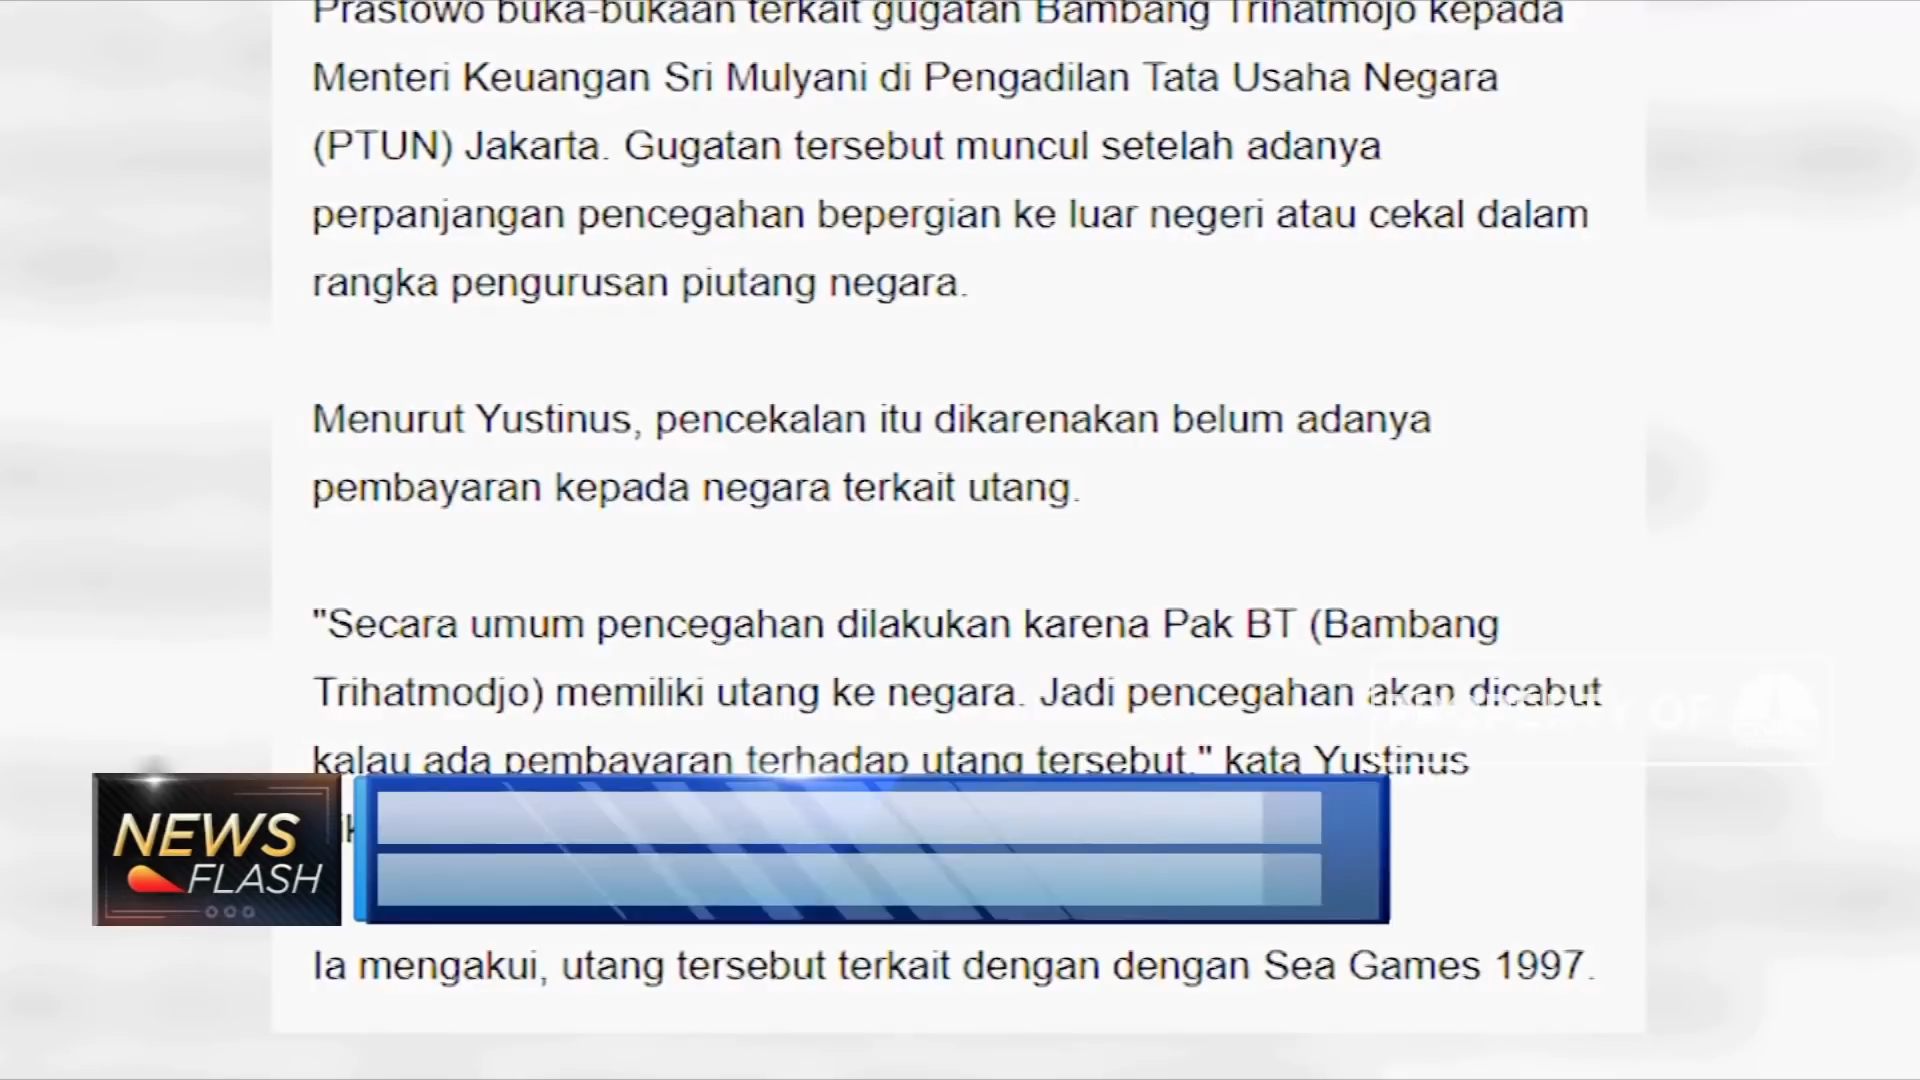 Prastowo buka-bukaan terkait gugatan Bambang Trihatmojo kepada
Menteri Keuangan Sri Mulyani di Pengadilan Tata Usaha Negara
(PTUN) Jakarta. Gugatan tersebut muncul setelah adanya
perpanjangan pencegahan bepergian ke luar negeri atau cekal dalam
rangka pengurusan piutang negara.
Menurut Yustinus, pencekalan itu dikarenakan belum adanya
pembayaran kepada negara terkait utang.
"Secara umum pencegahan dilakukan karena Pak BT (Bambang
Trihatmodjo) memiliki utang ke negara. Jadi pencegahan akan dicabut
kalau ada pembayaran terhadap utang tersebut," kata Yustinus
PROPERTY OF
NEWS
FLASH
Ia mengakui, utang tersebut terkait dengan dengan Sea Games 1997.